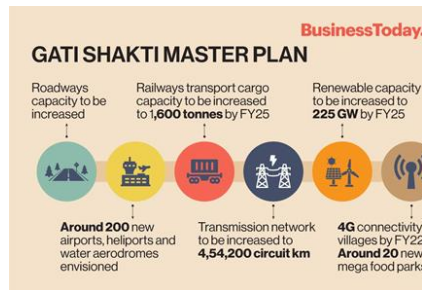 BusinessToday.
GATI SHAKTI MASTER PLAN
Roadways
capacity to be
increased
Railways transport cargo
capacity to be increased
to 1,600 tonnes by FY25
Renewable capacity
to be increased to
225 GW by FY25
Around 200 new
airports, heliports and
water aerodromes
envisioned
Transmission network
to be increased to
4,54,200 circuit km
4G connectivity
villages by FY22
Around 20 new
mega food parks